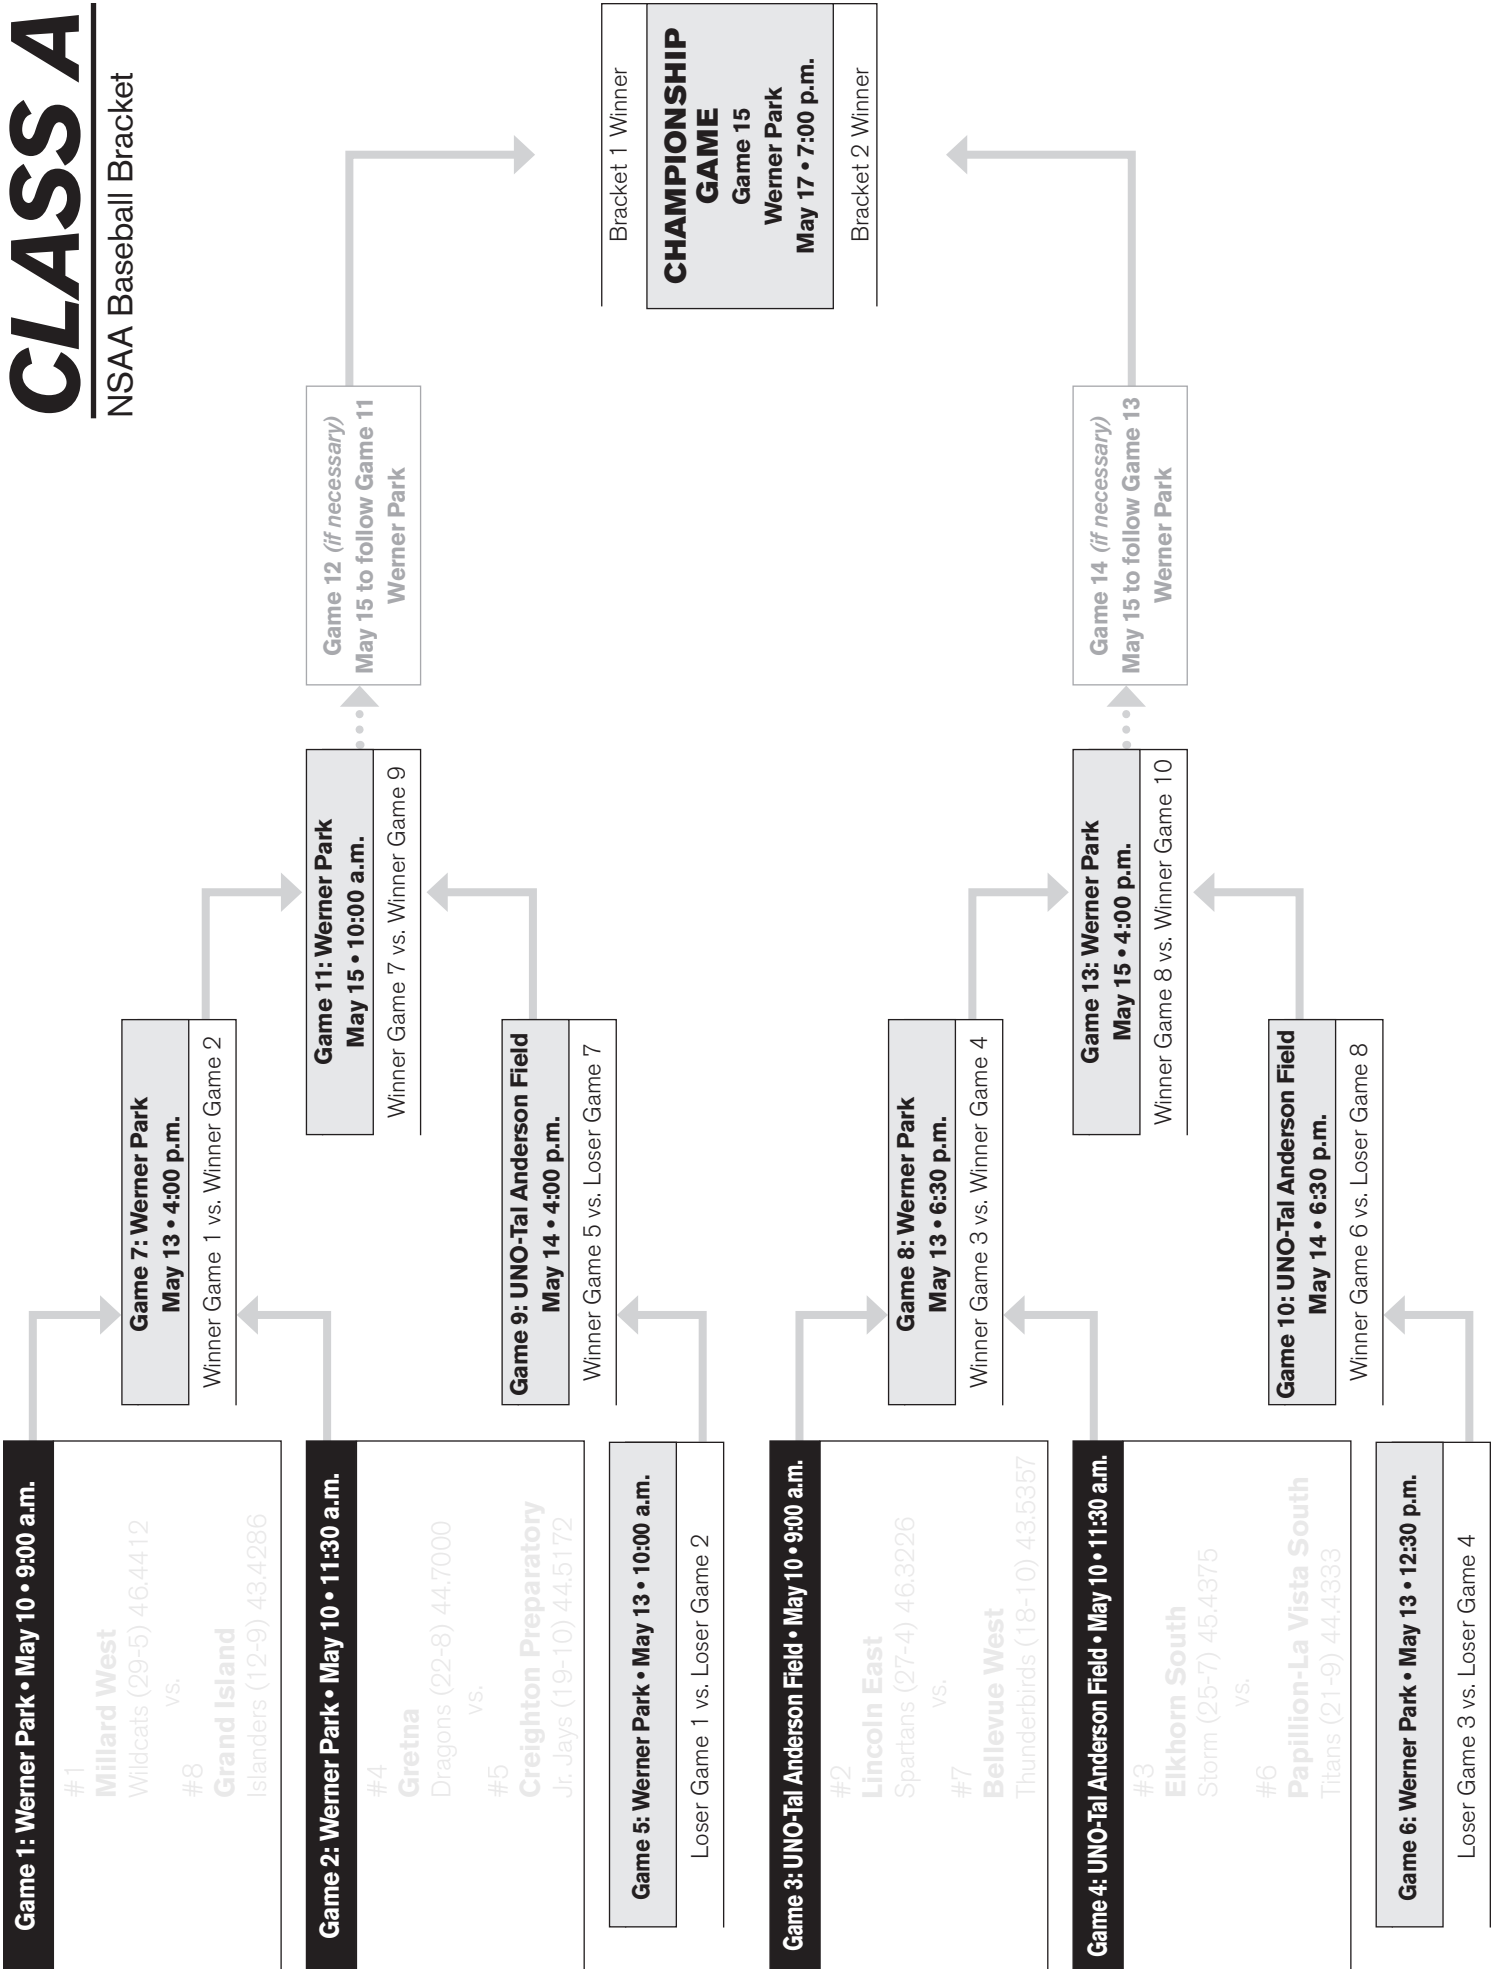 CLASS A
NSAA Baseball Bracket
Game 1: Werner Park • May 10 • 9:00 a.m.
#1
Millard West
Wildcats (29-5) 46.4412
vs.
#8
Grand Island
Islanders (12-9) 43.4286
Game 2: Werner Park • May 10 • 11:30 a.m.
#4
Gretna
Dragons (22-8) 44.7000
vs.
#5
Creighton Preparatory
Jr. Jays (19-10) 44.5172
Game 5: Werner Park • May 13 • 10:00 a.m.
Loser Game 1 vs. Loser Game 2
Game 3: UNO-Tal Anderson Field • May 10 • 9:00 a.m.
#2
Lincoln East
Spartans (27-4) 46.3226
vs.
#7
Bellevue West
Thunderbirds (18-10) 43.5357
Game 4: UNO-Tal Anderson Field • May 10 • 11:30 a.m.
#3
Elkhorn South
Storm (25-7) 45.4375
vs.
#6
Papillion-La Vista South
Titans (21-9) 44.4333
Game 6: Werner Park • May 13 • 12:30 p.m.
Loser Game 3 vs. Loser Game 4
Game 7: Werner Park
May 13 • 4:00 p.m.
Winner Game 1 vs. Winner Game 2
Game 9: UNO-Tal Anderson Field
May 14 • 4:00 p.m.
Winner Game 5 vs. Loser Game 7
Game 8: Werner Park
May 13 • 6:30 p.m.
Winner Game 3 vs. Winner Game 4
Game 10: UNO-Tal Anderson Field
May 14 • 6:30 p.m.
Winner Game 6 vs. Loser Game 8
Game 11: Werner Park
May 15 • 10:00 a.m.
Winner Game 7 vs. Winner Game 9
Game 13: Werner Park
May 15 • 4:00 p.m.
Winner Game 8 vs. Winner Game 10
Game 12 (if necessary)
May 15 to follow Game 11
Werner Park
Game 14 (if necessary)
May 15 to follow Game 13
Werner Park
Bracket 1 Winner
CHAMPIONSHIP
GAME
Game 15
Werner Park
May 17 • 7:00 p.m.
Bracket 2 Winner